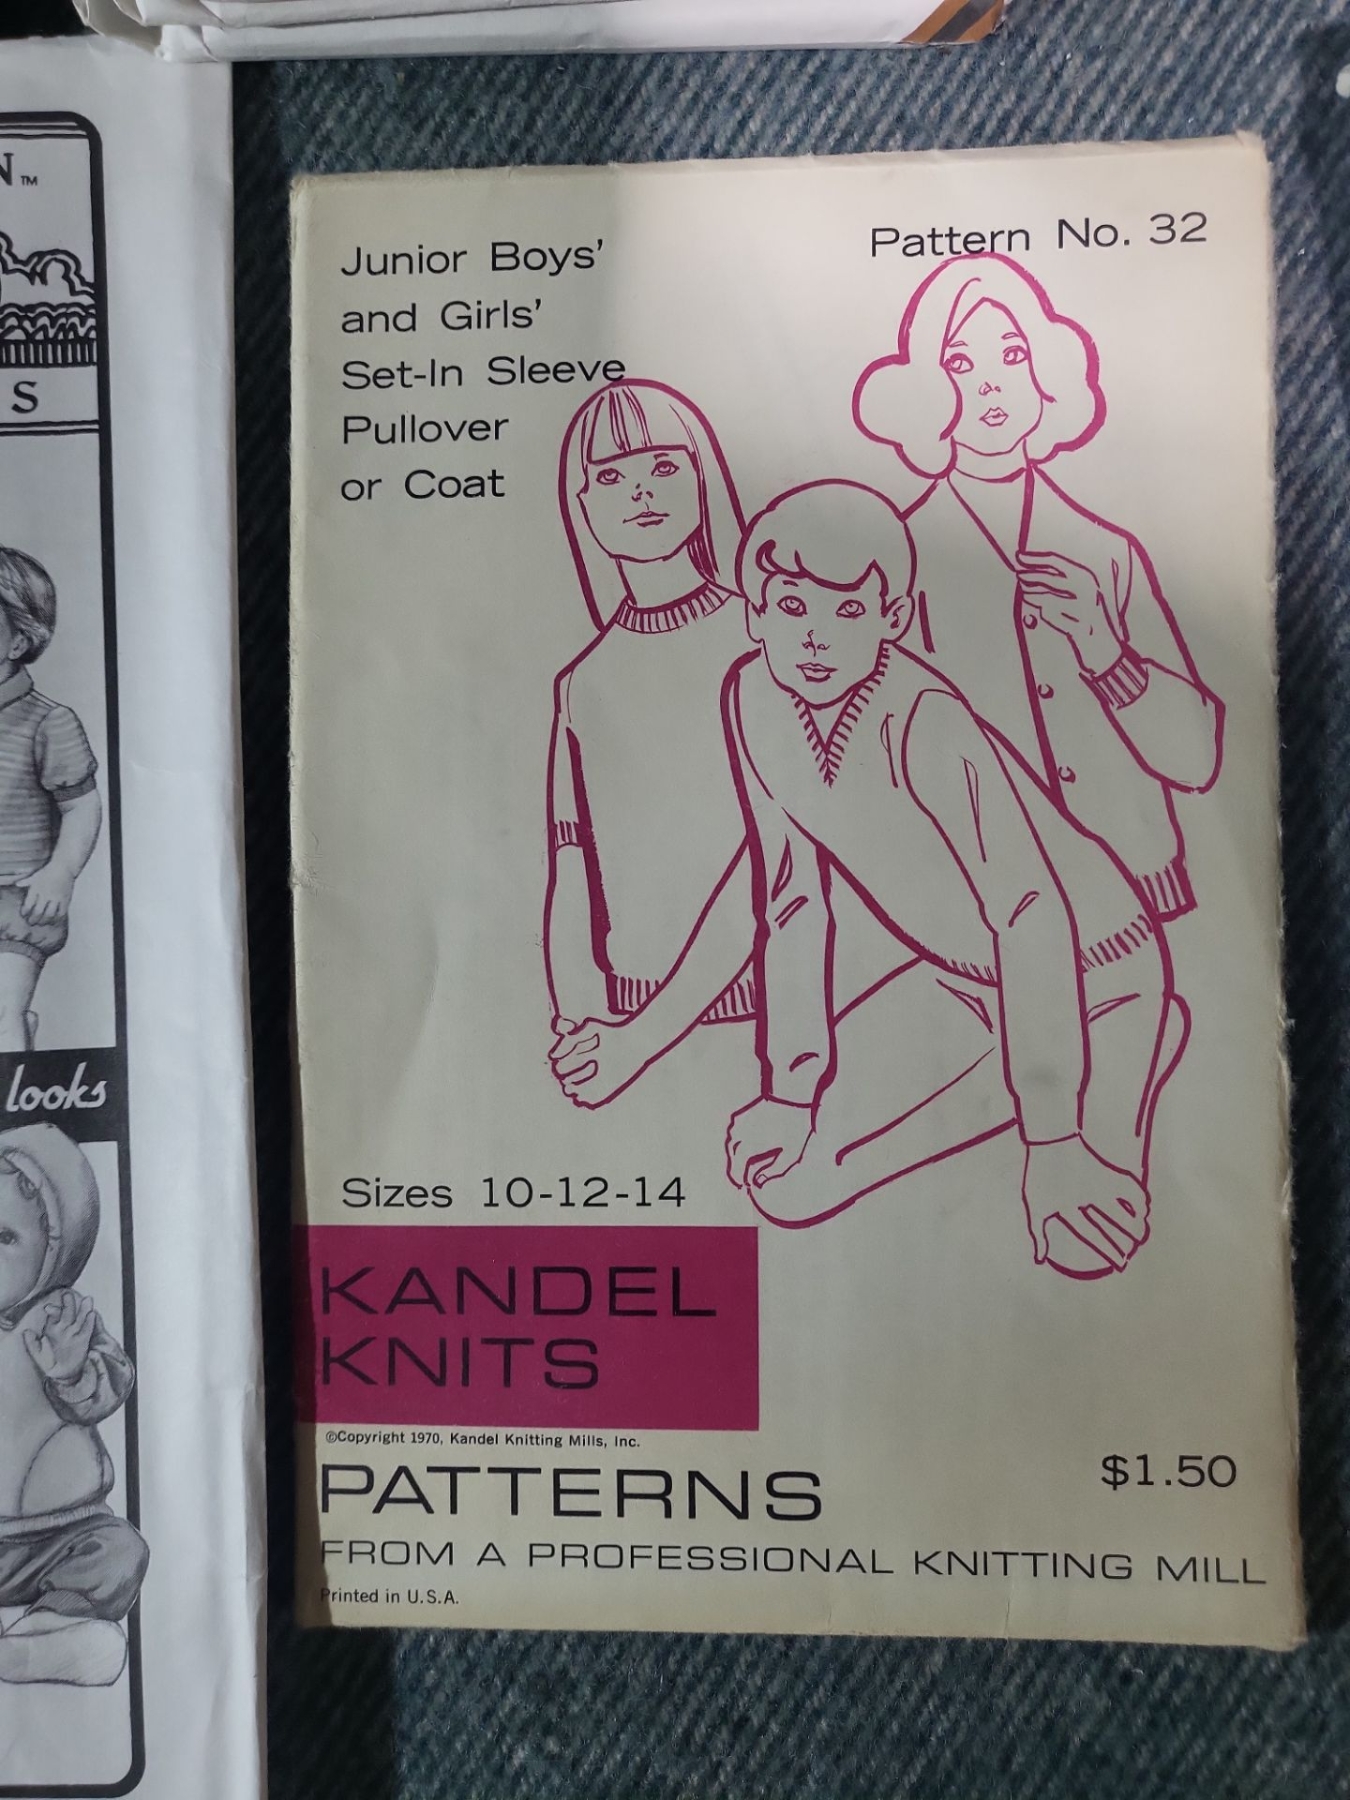 N™
S
looks
Junior Boys'
and Girls'
Set-In Sleeve
Pullover
or Coat
Pattern No. 32
Sizes 10-12-14
KANDEL
KNITS
©Copyright 1970, Kandel Knitting Mills, Inc.
PATTERNS
$1.50
FROM A PROFESSIONAL KNITTING MILL
Printed in U.S.A.